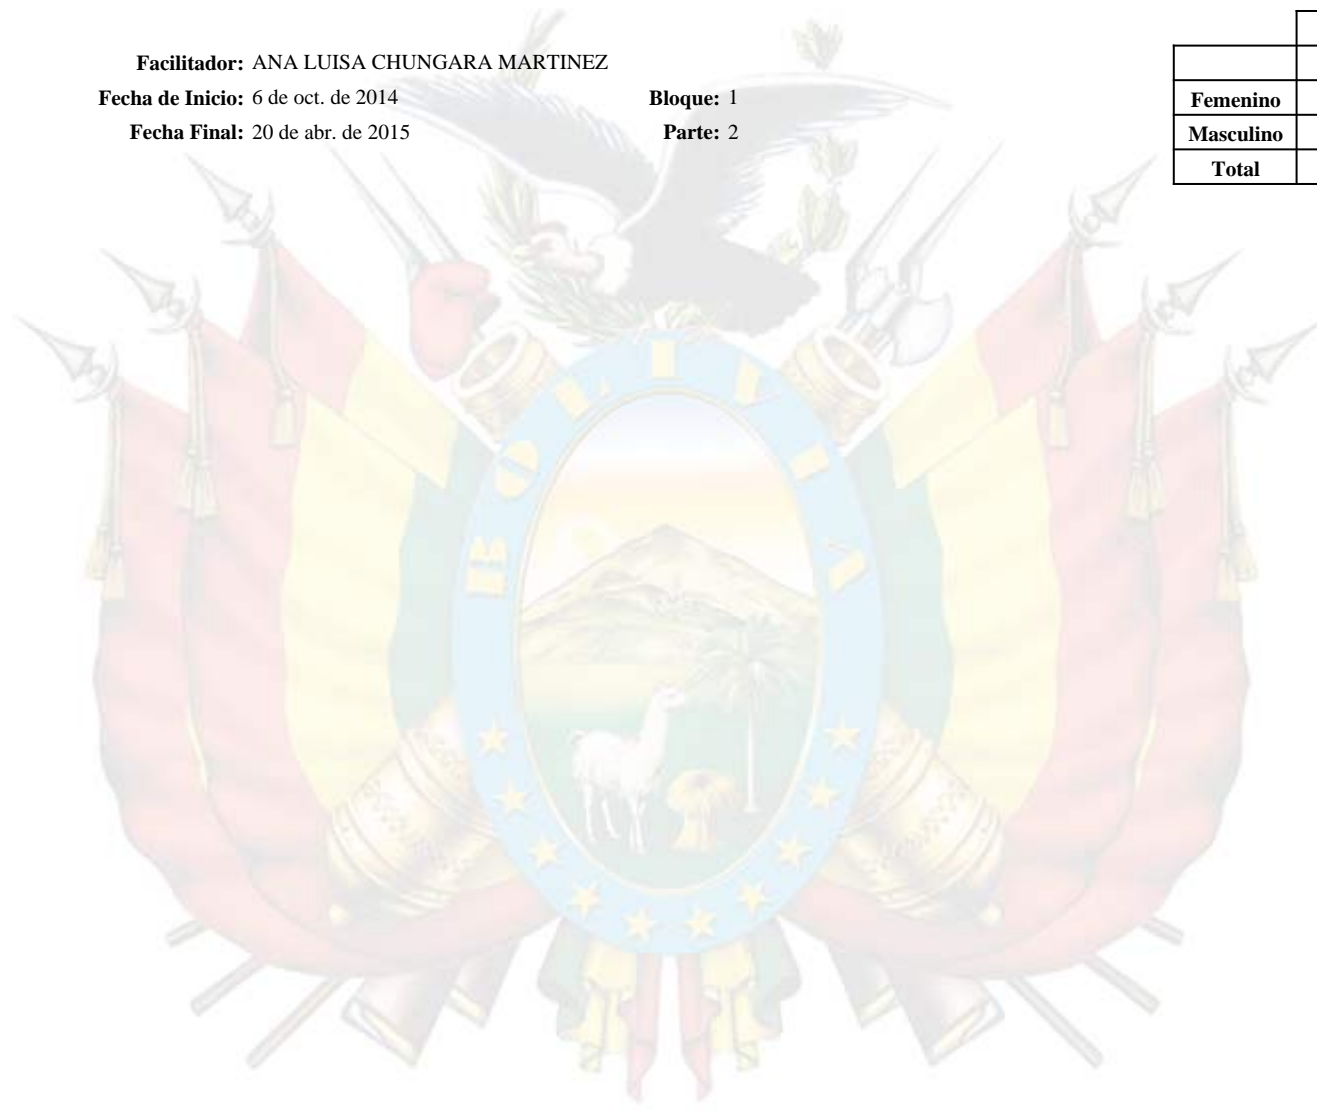 Facilitador: ANA LUISA CHUNGARA MARTINEZ
Fecha de Inicio: 6 de oct. de 2014 Bloque: 1
Fecha Final: 20 de abr. de 2015 Parte: 2
Femenino
Masculino
Total
BOLIVIA